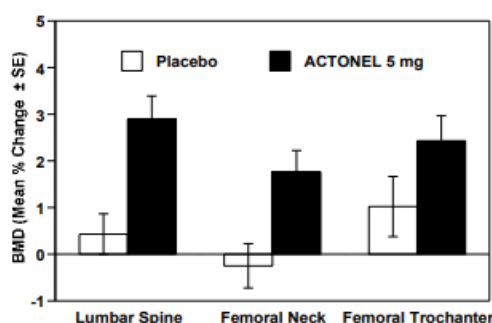 BMD (Mean % Change ± SE)
5
4
3
2
1
0
-1
Placebo
ACTONEL 5 mg
Lumbar Spine
Femoral Neck
Femoral Trochanter